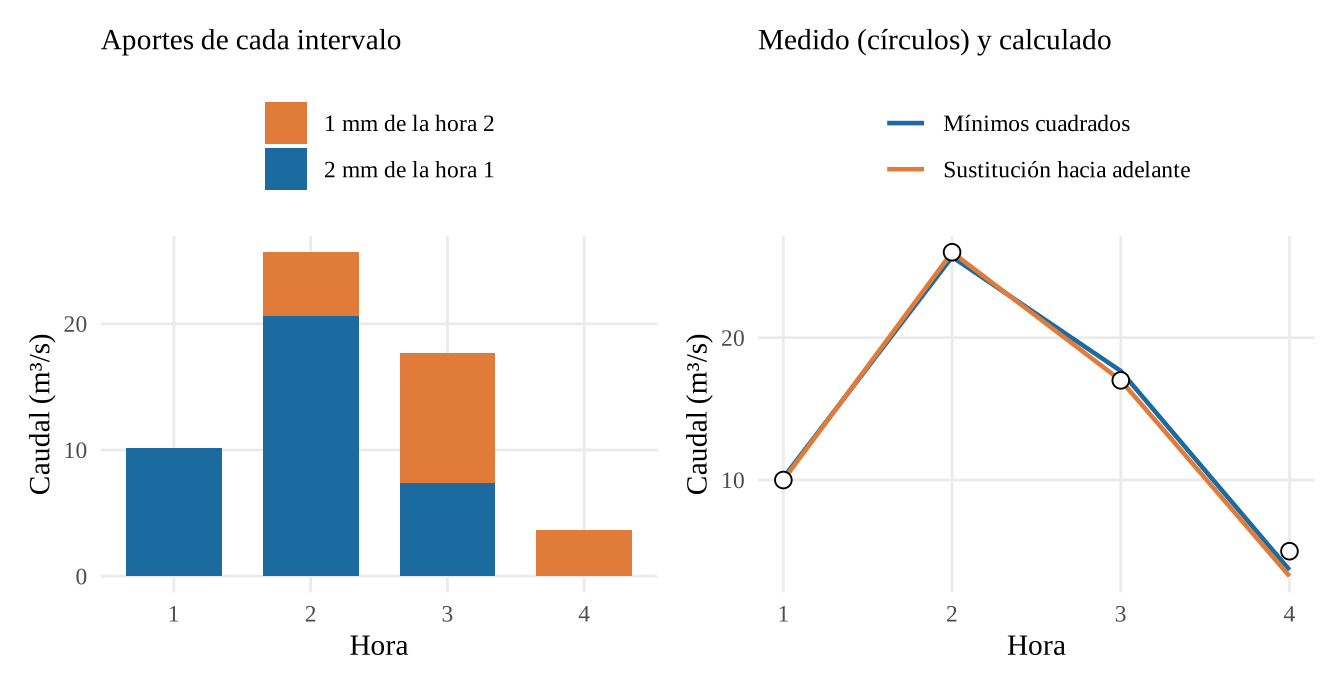 Aportes de cada intervalo
1 mm de la hora 2
2 mm de la hora 1
Caudal (m³/s)
20
10
0
1 2 3 4
Hora
Medido (círculos) y calculado
Mínimos cuadrados
Sustitución hacia adelante
Caudal (m³/s)
20
10
1 2 3 4
Hora